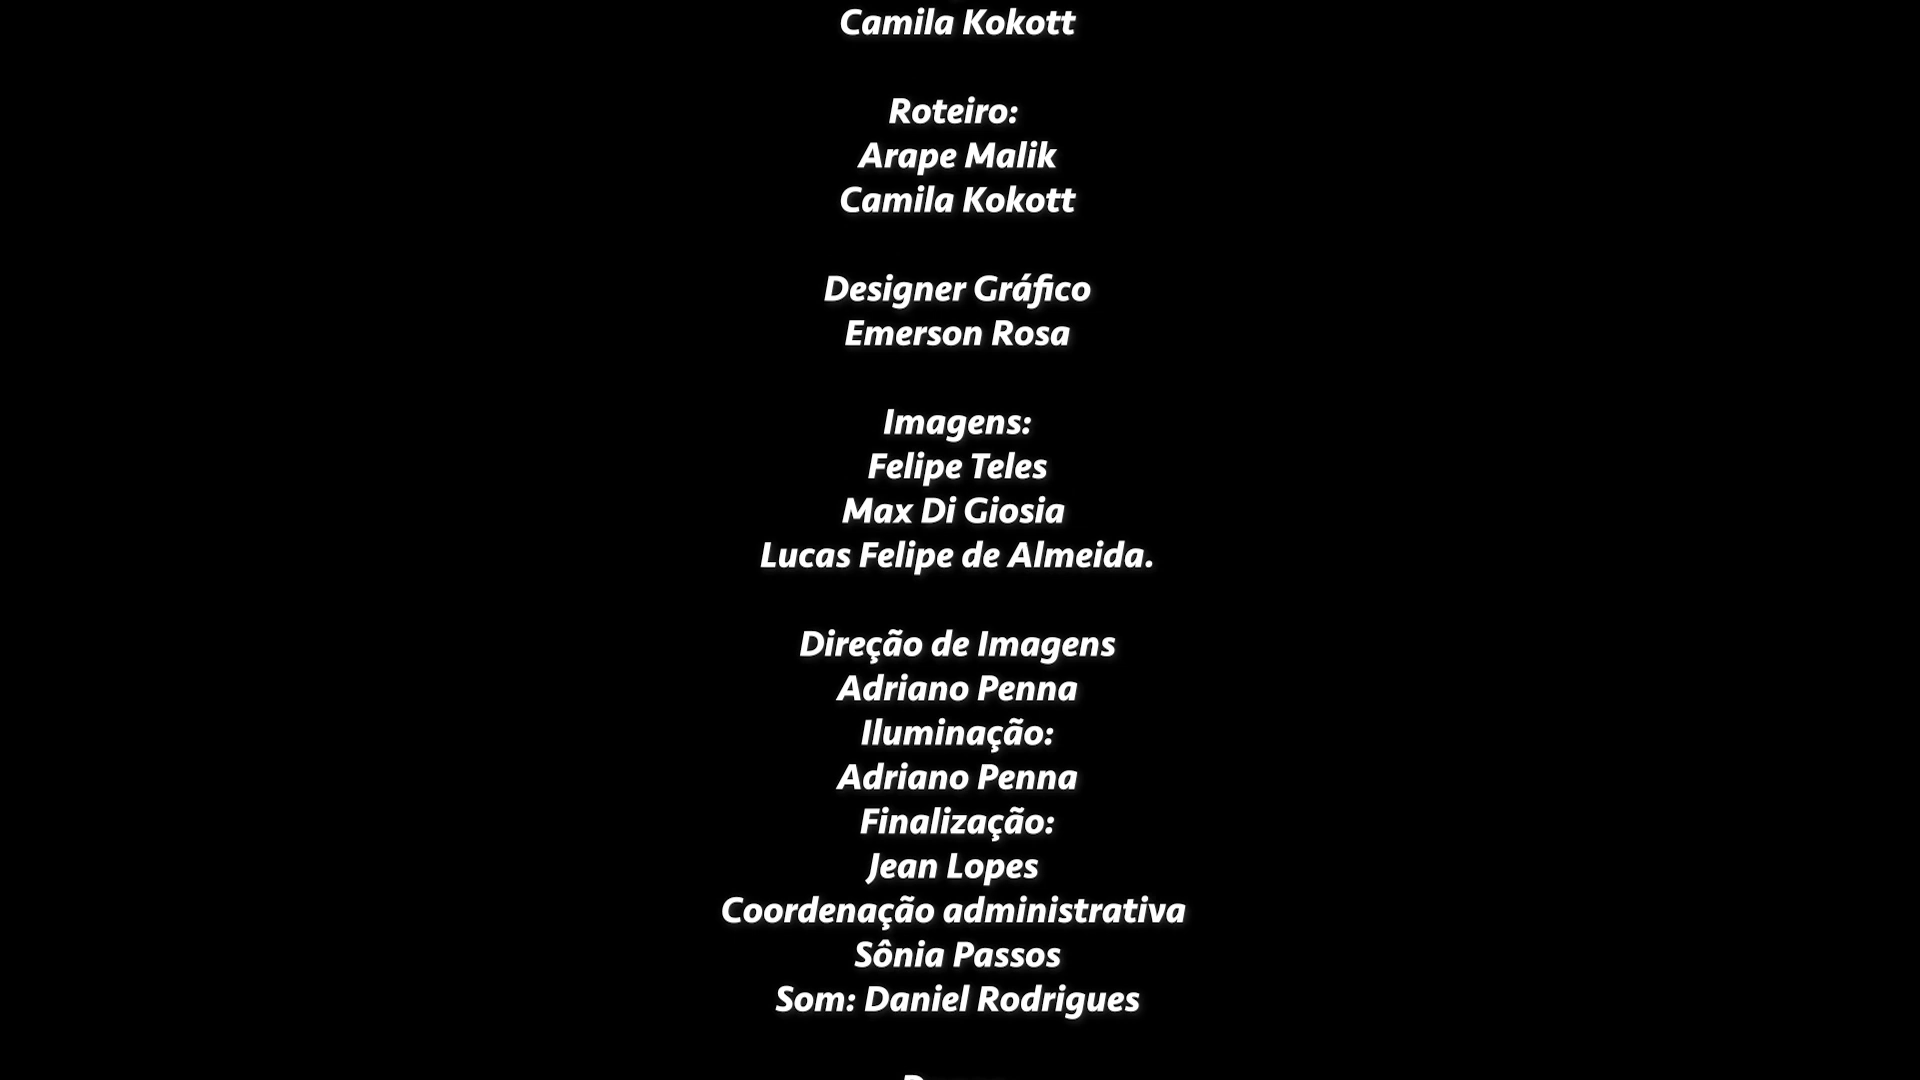 Camila Kokott
Roteiro:
Arape Malik
Camila Kokott
Designer Gráfico
Emerson Rosa
Imagens:
Felipe Teles
Max Di Giosia
Lucas Felipe de Almeida.
Direção de Imagens
Adriano Penna
Iluminação:
Adriano Penna
Finalização:
Jean Lopes
Coordenação administrativa
Sônia Passos
Som: Daniel Rodrigues